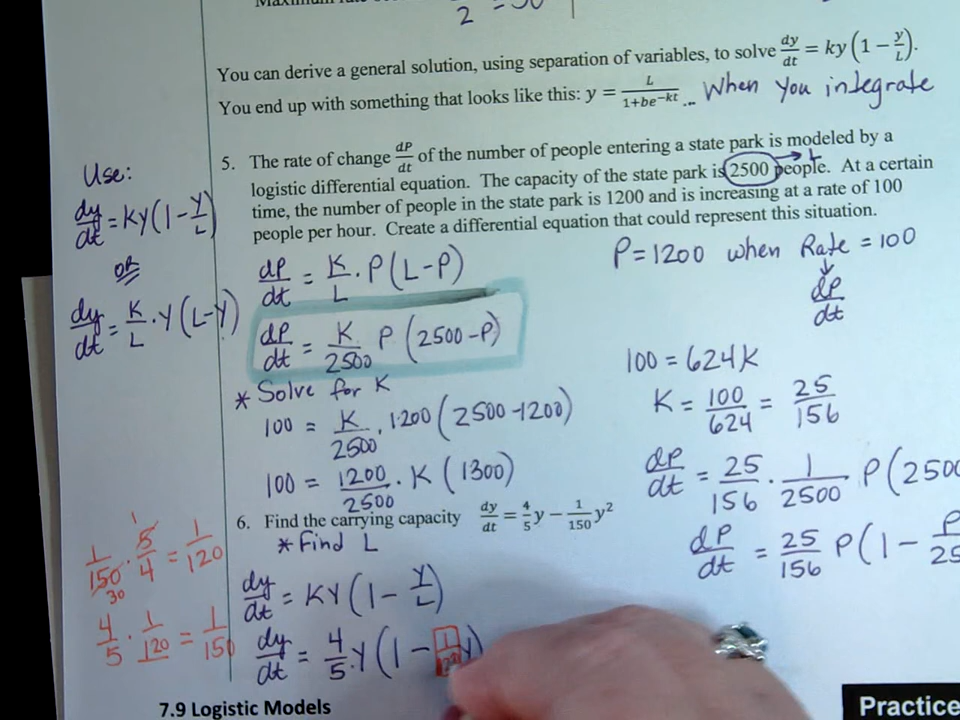 2 = 50
You can derive a general solution, using separation of variables, to solve dy/dt = ky(1 − y/L).
You end up with something that looks like this: y = L/(1+be^−kt) ... When you integrate
5. The rate of change dP/dt of the number of people entering a state park is modeled by a
logistic differential equation. The capacity of the state park is 2500 people. At a certain
L
time, the number of people in the state park is 1200 and is increasing at a rate of 100
people per hour. Create a differential equation that could represent this situation.
Use:
dy/dt = KY(1 − Y/L)
OR
dy/dt = K/L · Y(L−Y)
dP/dt = K/L · P(L−P)
dP/dt = K/2500 P(2500−P)
* Solve for K
100 = K/2500 · 1200(2500−1200)
100 = 1200/2500 · K(1300)
P=1200 when Rate = 100
dP/dt
100 = 624K
K = 100/624 = 25/156
dP/dt = 25/156 · 1/2500 P(2500
dP/dt = 25/156 P(1 − P/25
6. Find the carrying capacity dy/dt = 4/5 y − 1/150 y²
* Find L
dy/dt = KY(1 − Y/L)
dy/dt = 4/5 Y(1 − 1/120 Y)
1/150 · 5/4 = 1/120
1
30
4/5 · 1/120 = 1/150
7.9 Logistic Models
Practice